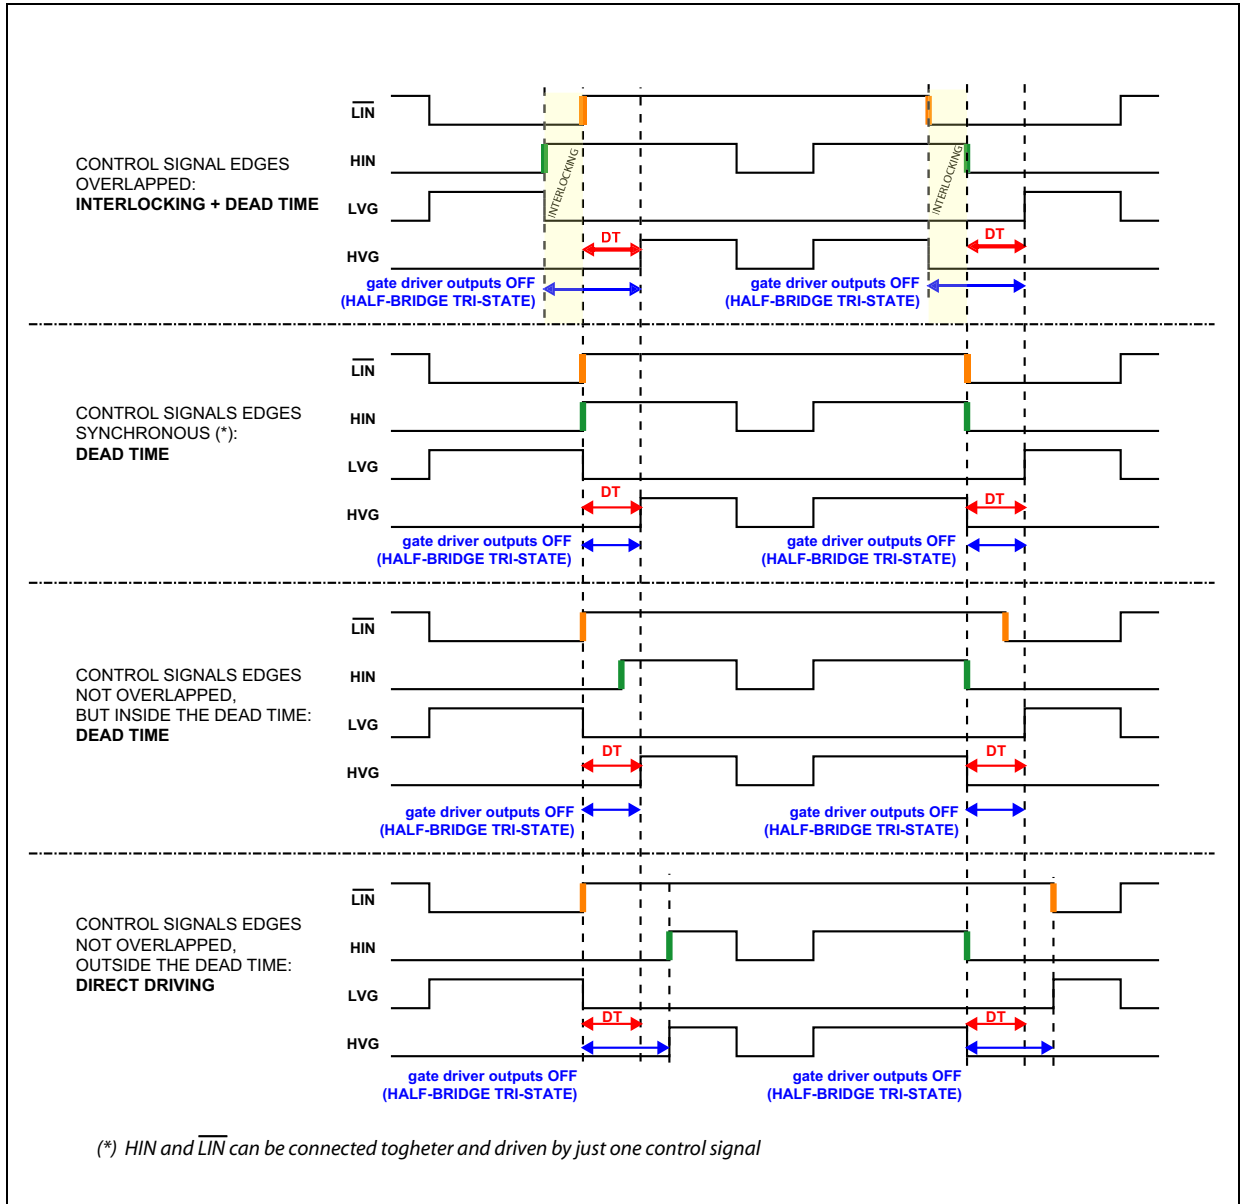 L̅I̅N̅
HIN
LVG
HVG
CONTROL SIGNAL EDGES
OVERLAPPED:
INTERLOCKING + DEAD TIME
INTERLOCKING
INTERLOCKING
DT
DT
gate driver outputs OFF
(HALF-BRIDGE TRI-STATE)
gate driver outputs OFF
(HALF-BRIDGE TRI-STATE)
L̅I̅N̅
HIN
LVG
HVG
CONTROL SIGNALS EDGES
SYNCHRONOUS (*):
DEAD TIME
DT
DT
gate driver outputs OFF
(HALF-BRIDGE TRI-STATE)
gate driver outputs OFF
(HALF-BRIDGE TRI-STATE)
L̅I̅N̅
HIN
LVG
HVG
CONTROL SIGNALS EDGES
NOT OVERLAPPED,
BUT INSIDE THE DEAD TIME:
DEAD TIME
DT
DT
gate driver outputs OFF
(HALF-BRIDGE TRI-STATE)
gate driver outputs OFF
(HALF-BRIDGE TRI-STATE)
L̅I̅N̅
HIN
LVG
HVG
CONTROL SIGNALS EDGES
NOT OVERLAPPED,
OUTSIDE THE DEAD TIME:
DIRECT DRIVING
DT
DT
gate driver outputs OFF
(HALF-BRIDGE TRI-STATE)
gate driver outputs OFF
(HALF-BRIDGE TRI-STATE)
(*) HIN and L̅I̅N̅ can be connected togheter and driven by just one control signal